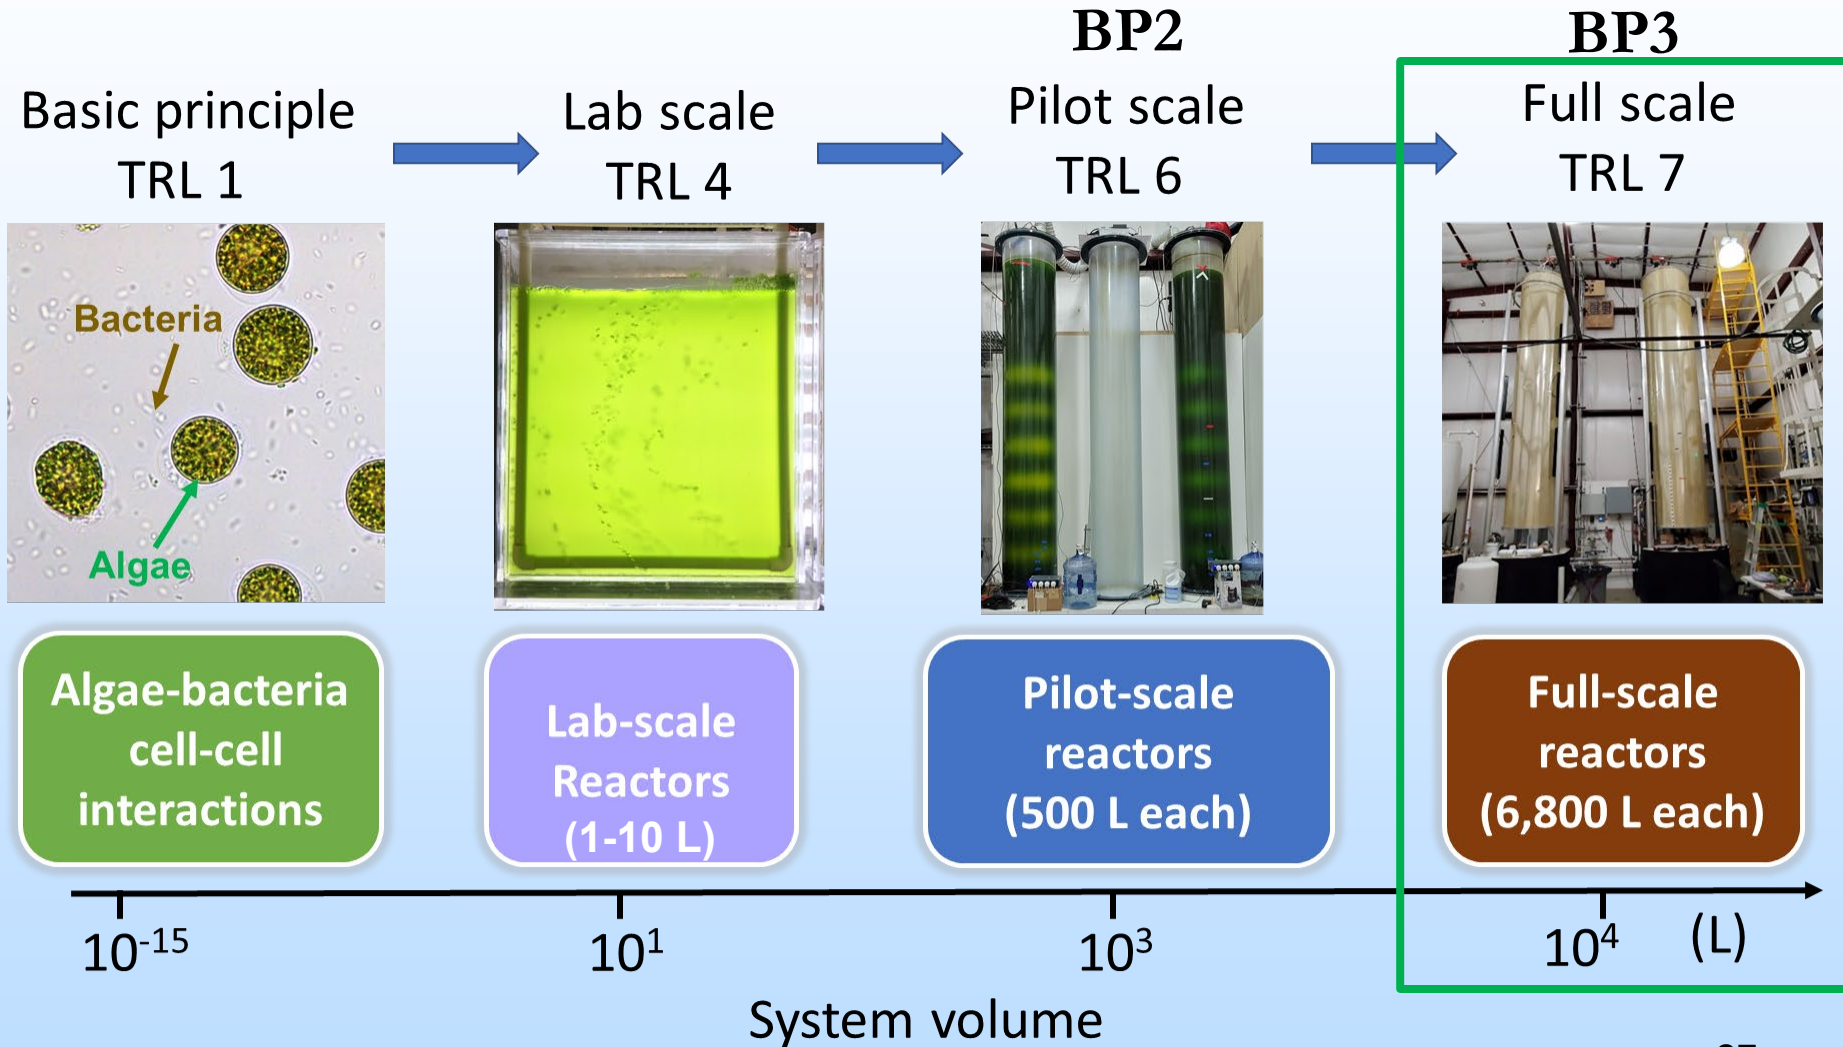 BP2
BP3
Basic principle
TRL 1
Lab scale
TRL 4
Pilot scale
TRL 6
Full scale
TRL 7
Bacteria
Algae
Algae-bacteria
cell-cell
interactions
Lab-scale
Reactors
(1-10 L)
Pilot-scale
reactors
(500 L each)
Full-scale
reactors
(6,800 L each)
10⁻¹⁵
10¹
10³
10⁴
(L)
System volume